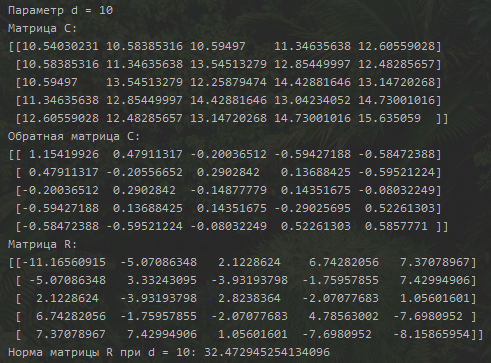 Параметр d = 10
Матрица C:
[[10.54030231 10.58385316 10.59497    11.34635638 12.60559028]
 [10.58385316 11.34635638 13.54513279 12.85449997 12.48285657]
 [10.59497    13.54513279 12.25879474 14.42881646 13.14720268]
 [11.34635638 12.85449997 14.42881646 13.04234052 14.73001016]
 [12.60559028 12.48285657 13.14720268 14.73001016 15.635059  ]]
Обратная матрица C:
[[ 1.15419926  0.47911317 -0.20036512 -0.59427188 -0.58472388]
 [ 0.47911317 -0.20556652  0.2902842   0.13688425 -0.59521224]
 [-0.20036512  0.2902842  -0.14877779  0.14351675 -0.08032249]
 [-0.59427188  0.13688425  0.14351675 -0.29025695  0.52261303]
 [-0.58472388 -0.59521224 -0.08032249  0.52261303  0.5857771 ]]
Матрица R:
[[-11.16560915  -5.07086348   2.1228624    6.74282056   7.37078967]
 [ -5.07086348   3.33243095  -3.93193798  -1.75957855   7.42994906]
 [  2.1228624   -3.93193798   2.8238364   -2.07077683   1.05601601]
 [  6.74282056  -1.75957855  -2.07077683   4.78563002  -7.6980952 ]
 [  7.37078967   7.42994906   1.05601601  -7.6980952   -8.15865954]]
Норма матрицы R при d = 10: 32.472945254134096